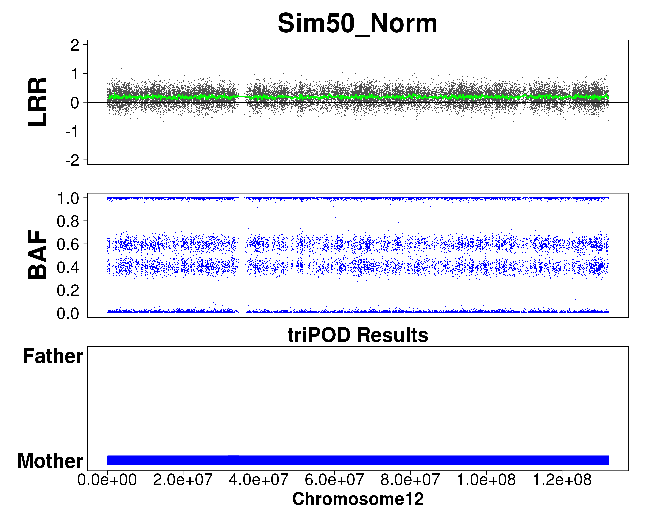 Sim50_Norm
LRR
2
1
0
-1
-2
BAF
1.0
0.8
0.6
0.4
0.2
0.0
triPOD Results
Father
Mother
0.0e+00 2.0e+07 4.0e+07 6.0e+07 8.0e+07 1.0e+08 1.2e+08
Chromosome12